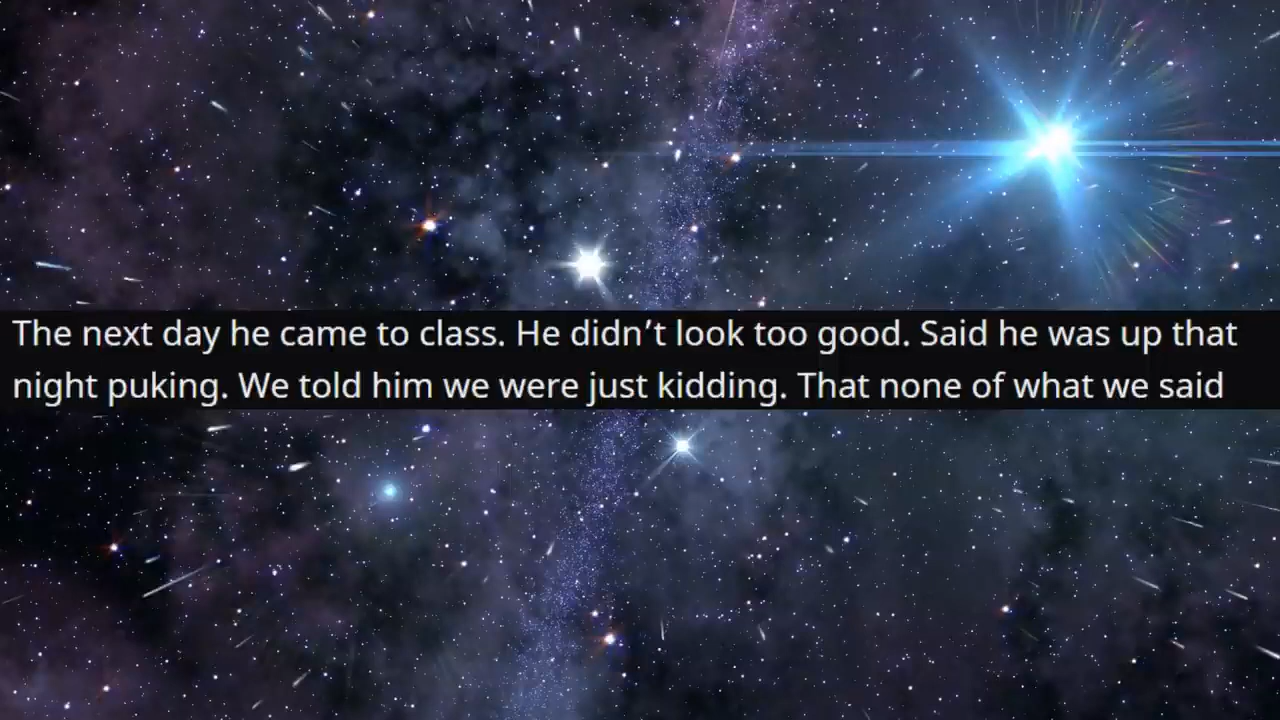 The next day he came to class. He didn’t look too good. Said he was up that
night puking. We told him we were just kidding. That none of what we said